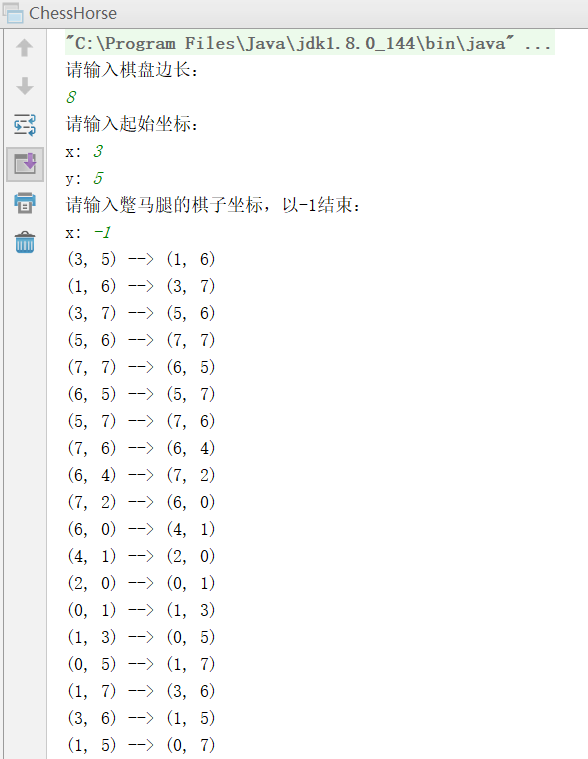 ChessHorse
"C:\Program Files\Java\jdk1.8.0_144\bin\java" ...
请输入棋盘边长：
8
请输入起始坐标：
x: 3
y: 5
请输入蹩马腿的棋子坐标，以-1结束：
x: -1
(3, 5) --> (1, 6)
(1, 6) --> (3, 7)
(3, 7) --> (5, 6)
(5, 6) --> (7, 7)
(7, 7) --> (6, 5)
(6, 5) --> (5, 7)
(5, 7) --> (7, 6)
(7, 6) --> (6, 4)
(6, 4) --> (7, 2)
(7, 2) --> (6, 0)
(6, 0) --> (4, 1)
(4, 1) --> (2, 0)
(2, 0) --> (0, 1)
(0, 1) --> (1, 3)
(1, 3) --> (0, 5)
(0, 5) --> (1, 7)
(1, 7) --> (3, 6)
(3, 6) --> (1, 5)
(1, 5) --> (0, 7)